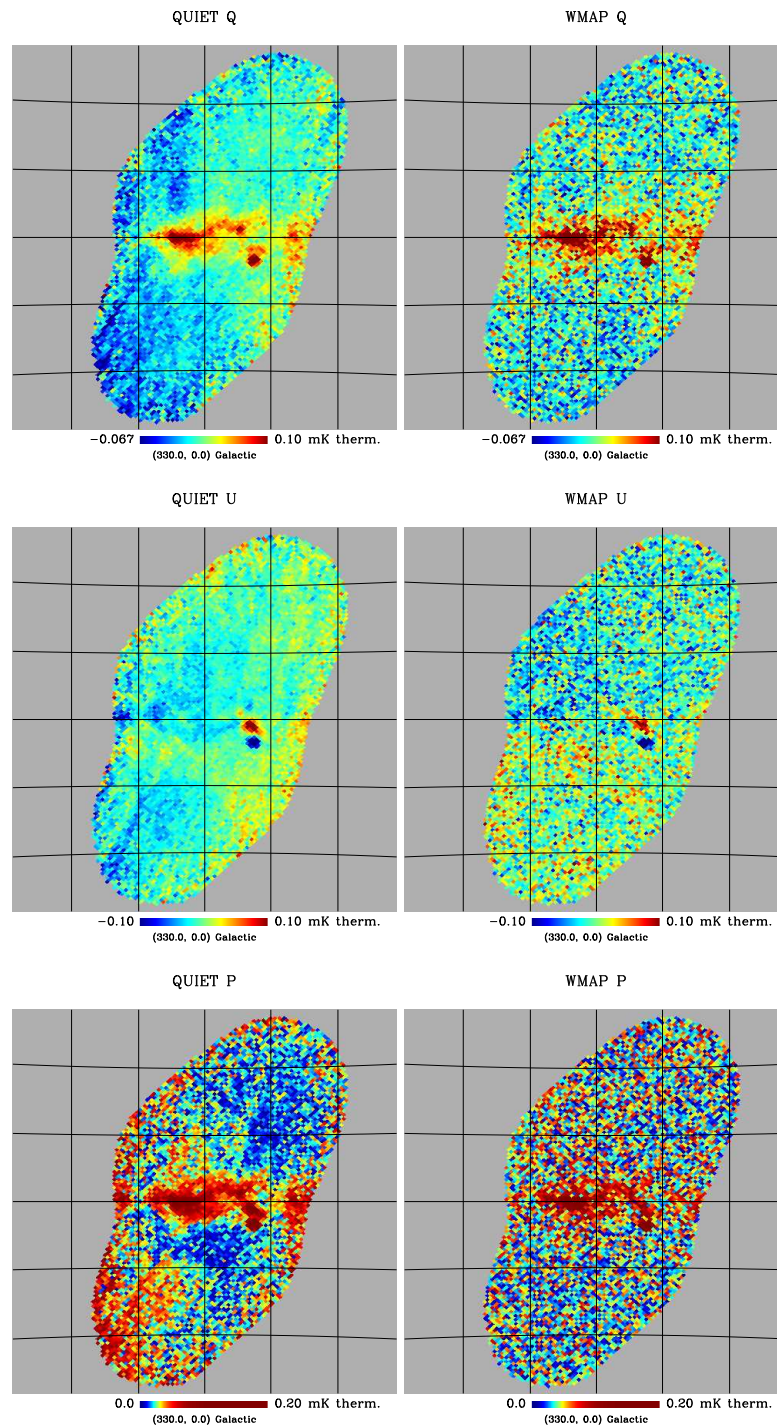 QUIET Q
WMAP Q
−0.067 0.10 mK therm.
(330.0, 0.0) Galactic
−0.067 0.10 mK therm.
(330.0, 0.0) Galactic
QUIET U
WMAP U
−0.10 0.10 mK therm.
(330.0, 0.0) Galactic
−0.10 0.10 mK therm.
(330.0, 0.0) Galactic
QUIET P
WMAP P
0.0 0.20 mK therm.
(330.0, 0.0) Galactic
0.0 0.20 mK therm.
(330.0, 0.0) Galactic